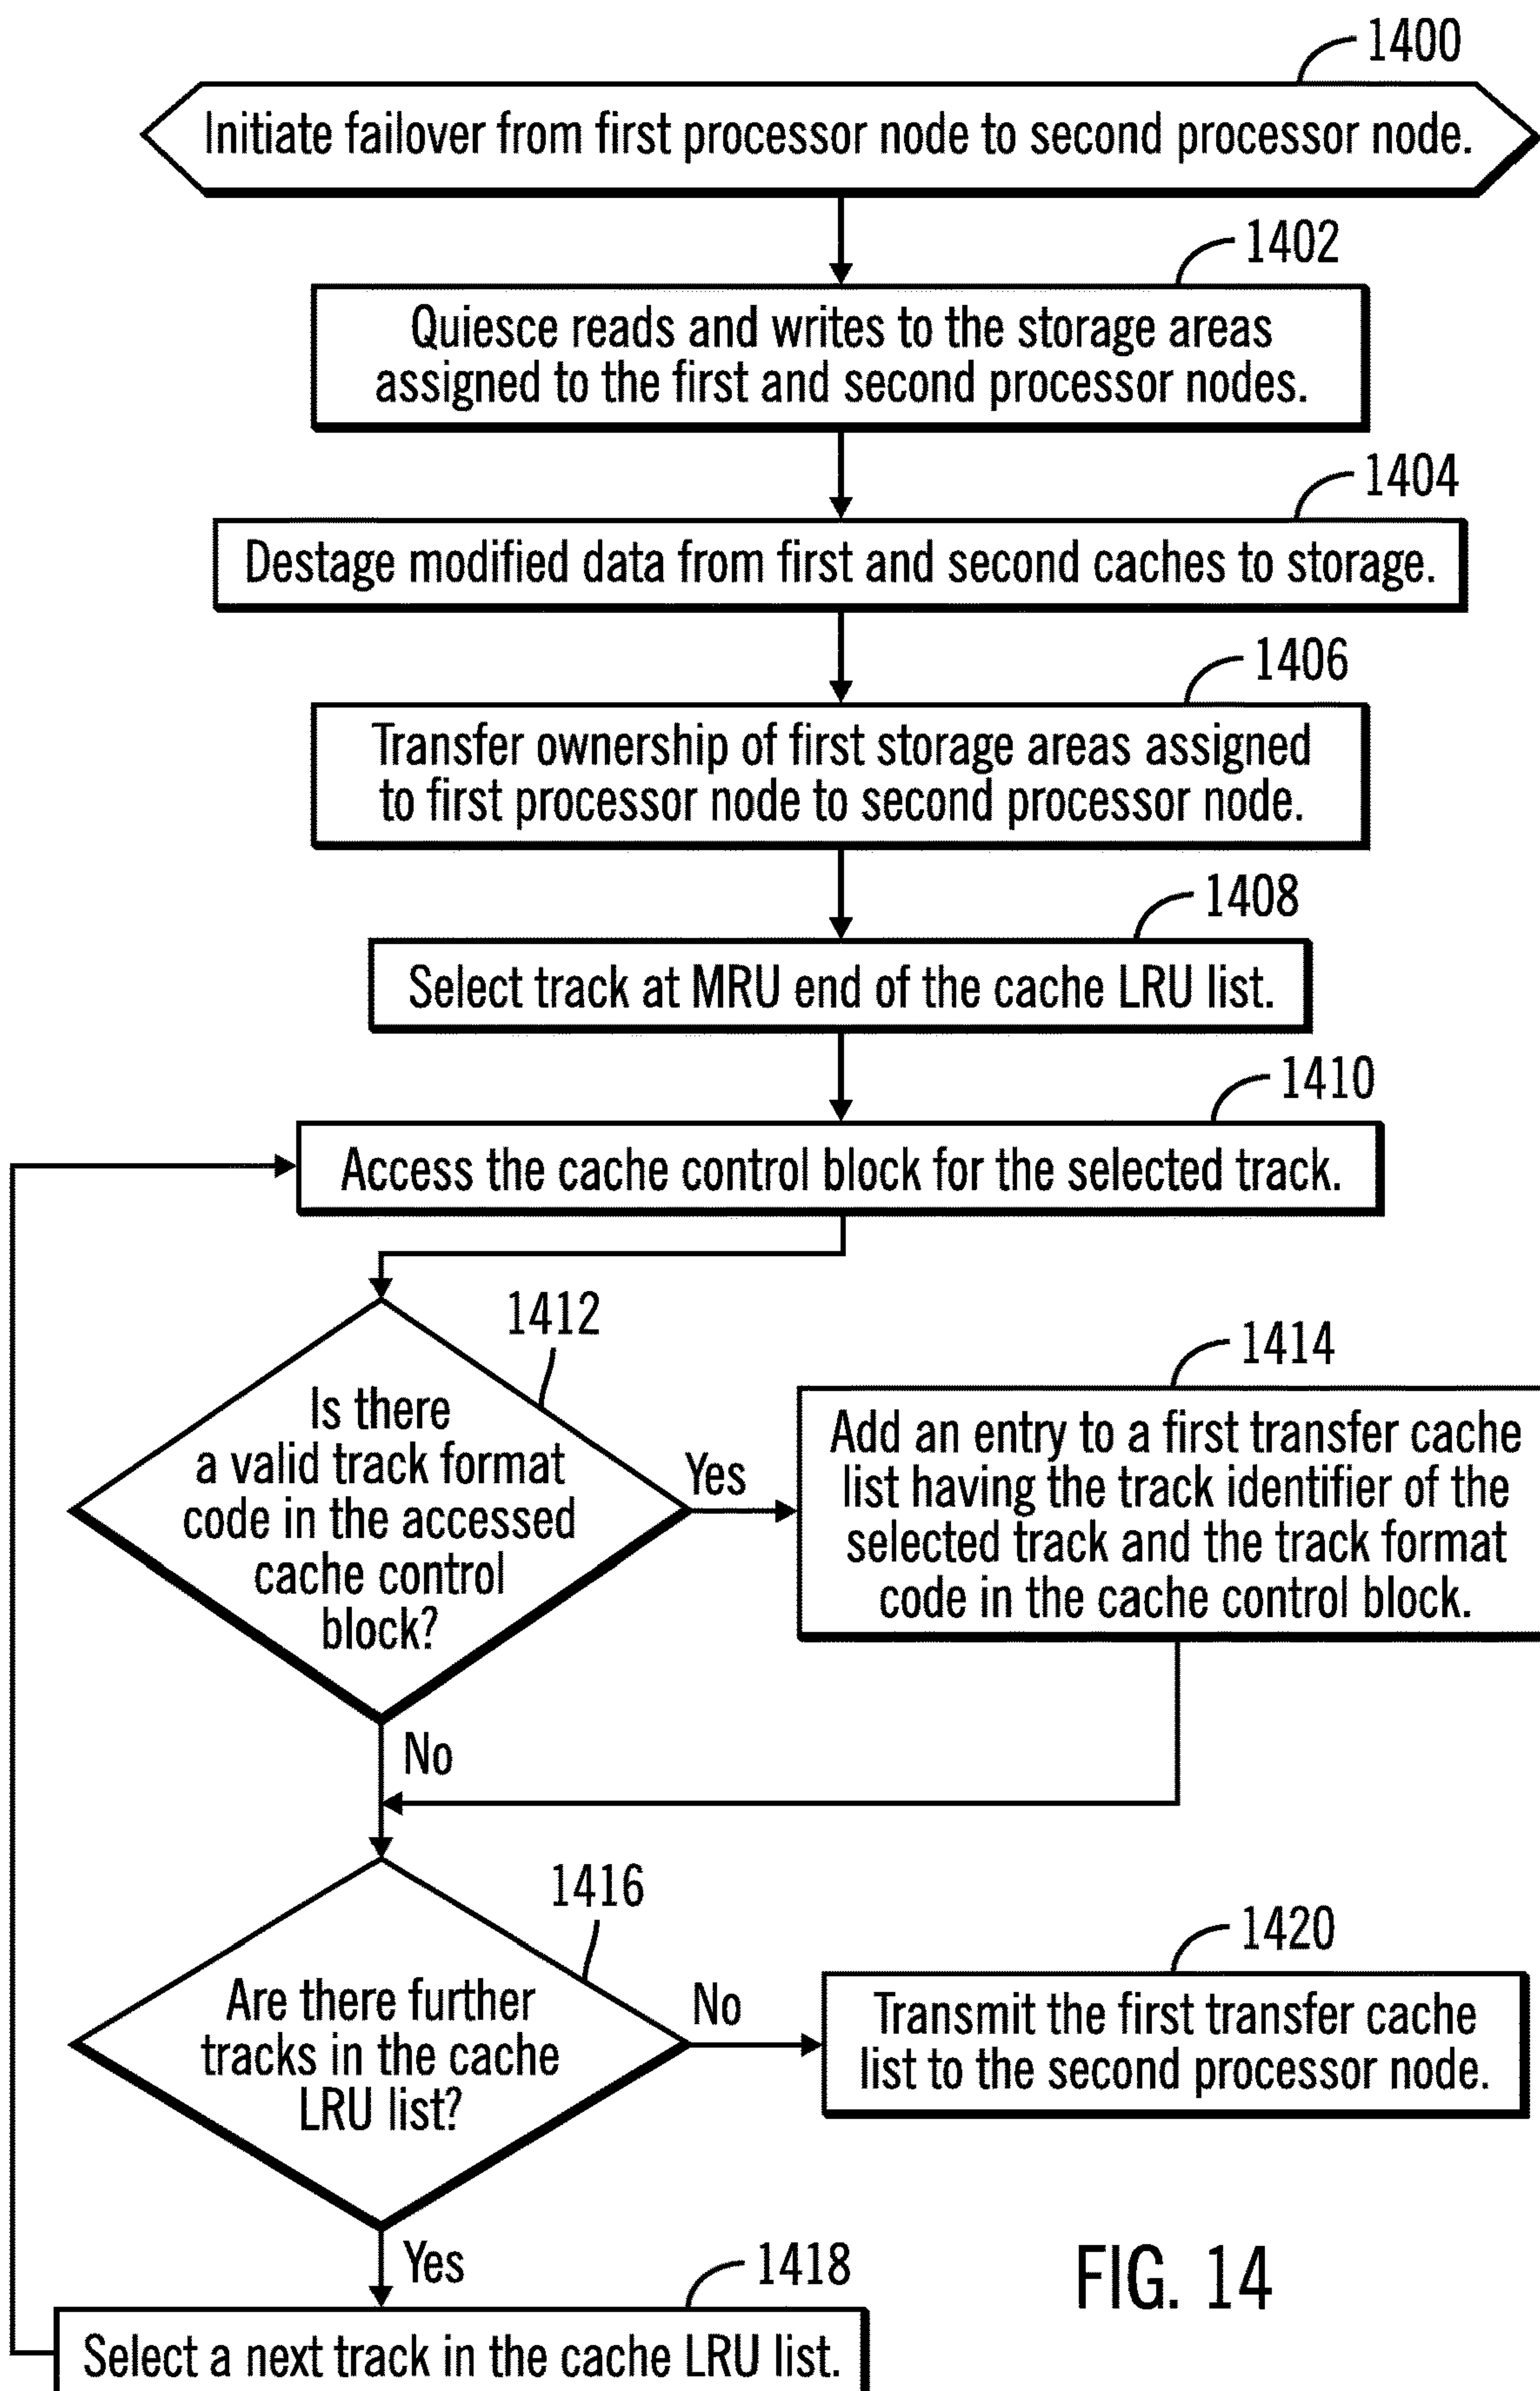 1400
Initiate failover from first processor node to second processor node.
1402
Quiesce reads and writes to the storage areas
assigned to the first and second processor nodes.
1404
Destage modified data from first and second caches to storage.
1406
Transfer ownership of first storage areas assigned
to first processor node to second processor node.
1408
Select track at MRU end of the cache LRU list.
1410
Access the cache control block for the selected track.
1412
Is there
a valid track format
code in the accessed
cache control
block?
Yes
1414
Add an entry to a first transfer cache
list having the track identifier of the
selected track and the track format
code in the cache control block.
No
1416
Are there further
tracks in the cache
LRU list?
No
1420
Transmit the first transfer cache
list to the second processor node.
Yes
1418
Select a next track in the cache LRU list.
FIG. 14